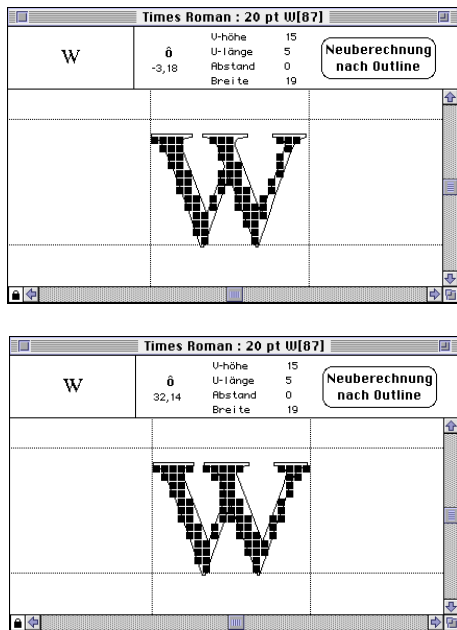 Times Roman : 20 pt W[87]
W
ô
-3,18
V-höhe 15
U-länge 5
Abstand 0
Breite 19
Neuberechnung
nach Outline
W
Times Roman : 20 pt W[87]
W
ô
32,14
V-höhe 15
U-länge 5
Abstand 0
Breite 19
Neuberechnung
nach Outline
W